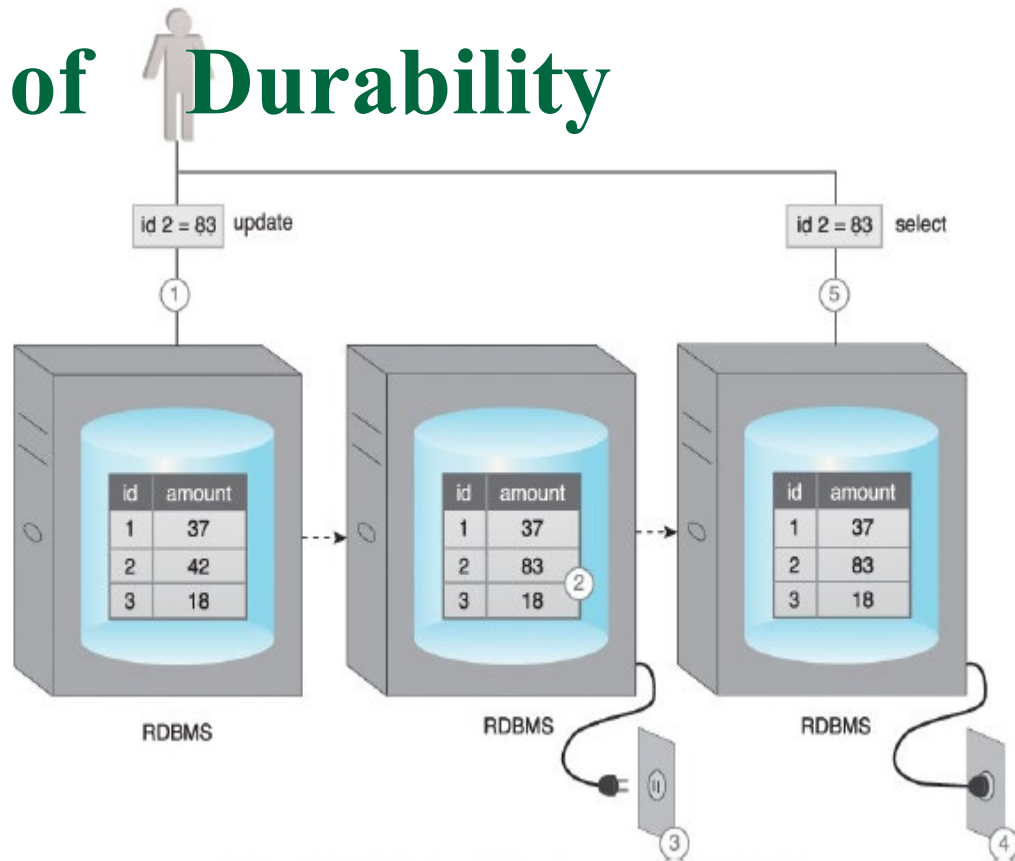 of Durability
id 2 = 83 update
id 2 = 83 select
1
5
id amount
1 37
2 42
3 18
id amount
1 37
2 83
3 18
2
id amount
1 37
2 83
3 18
RDBMS
RDBMS
RDBMS
3
4